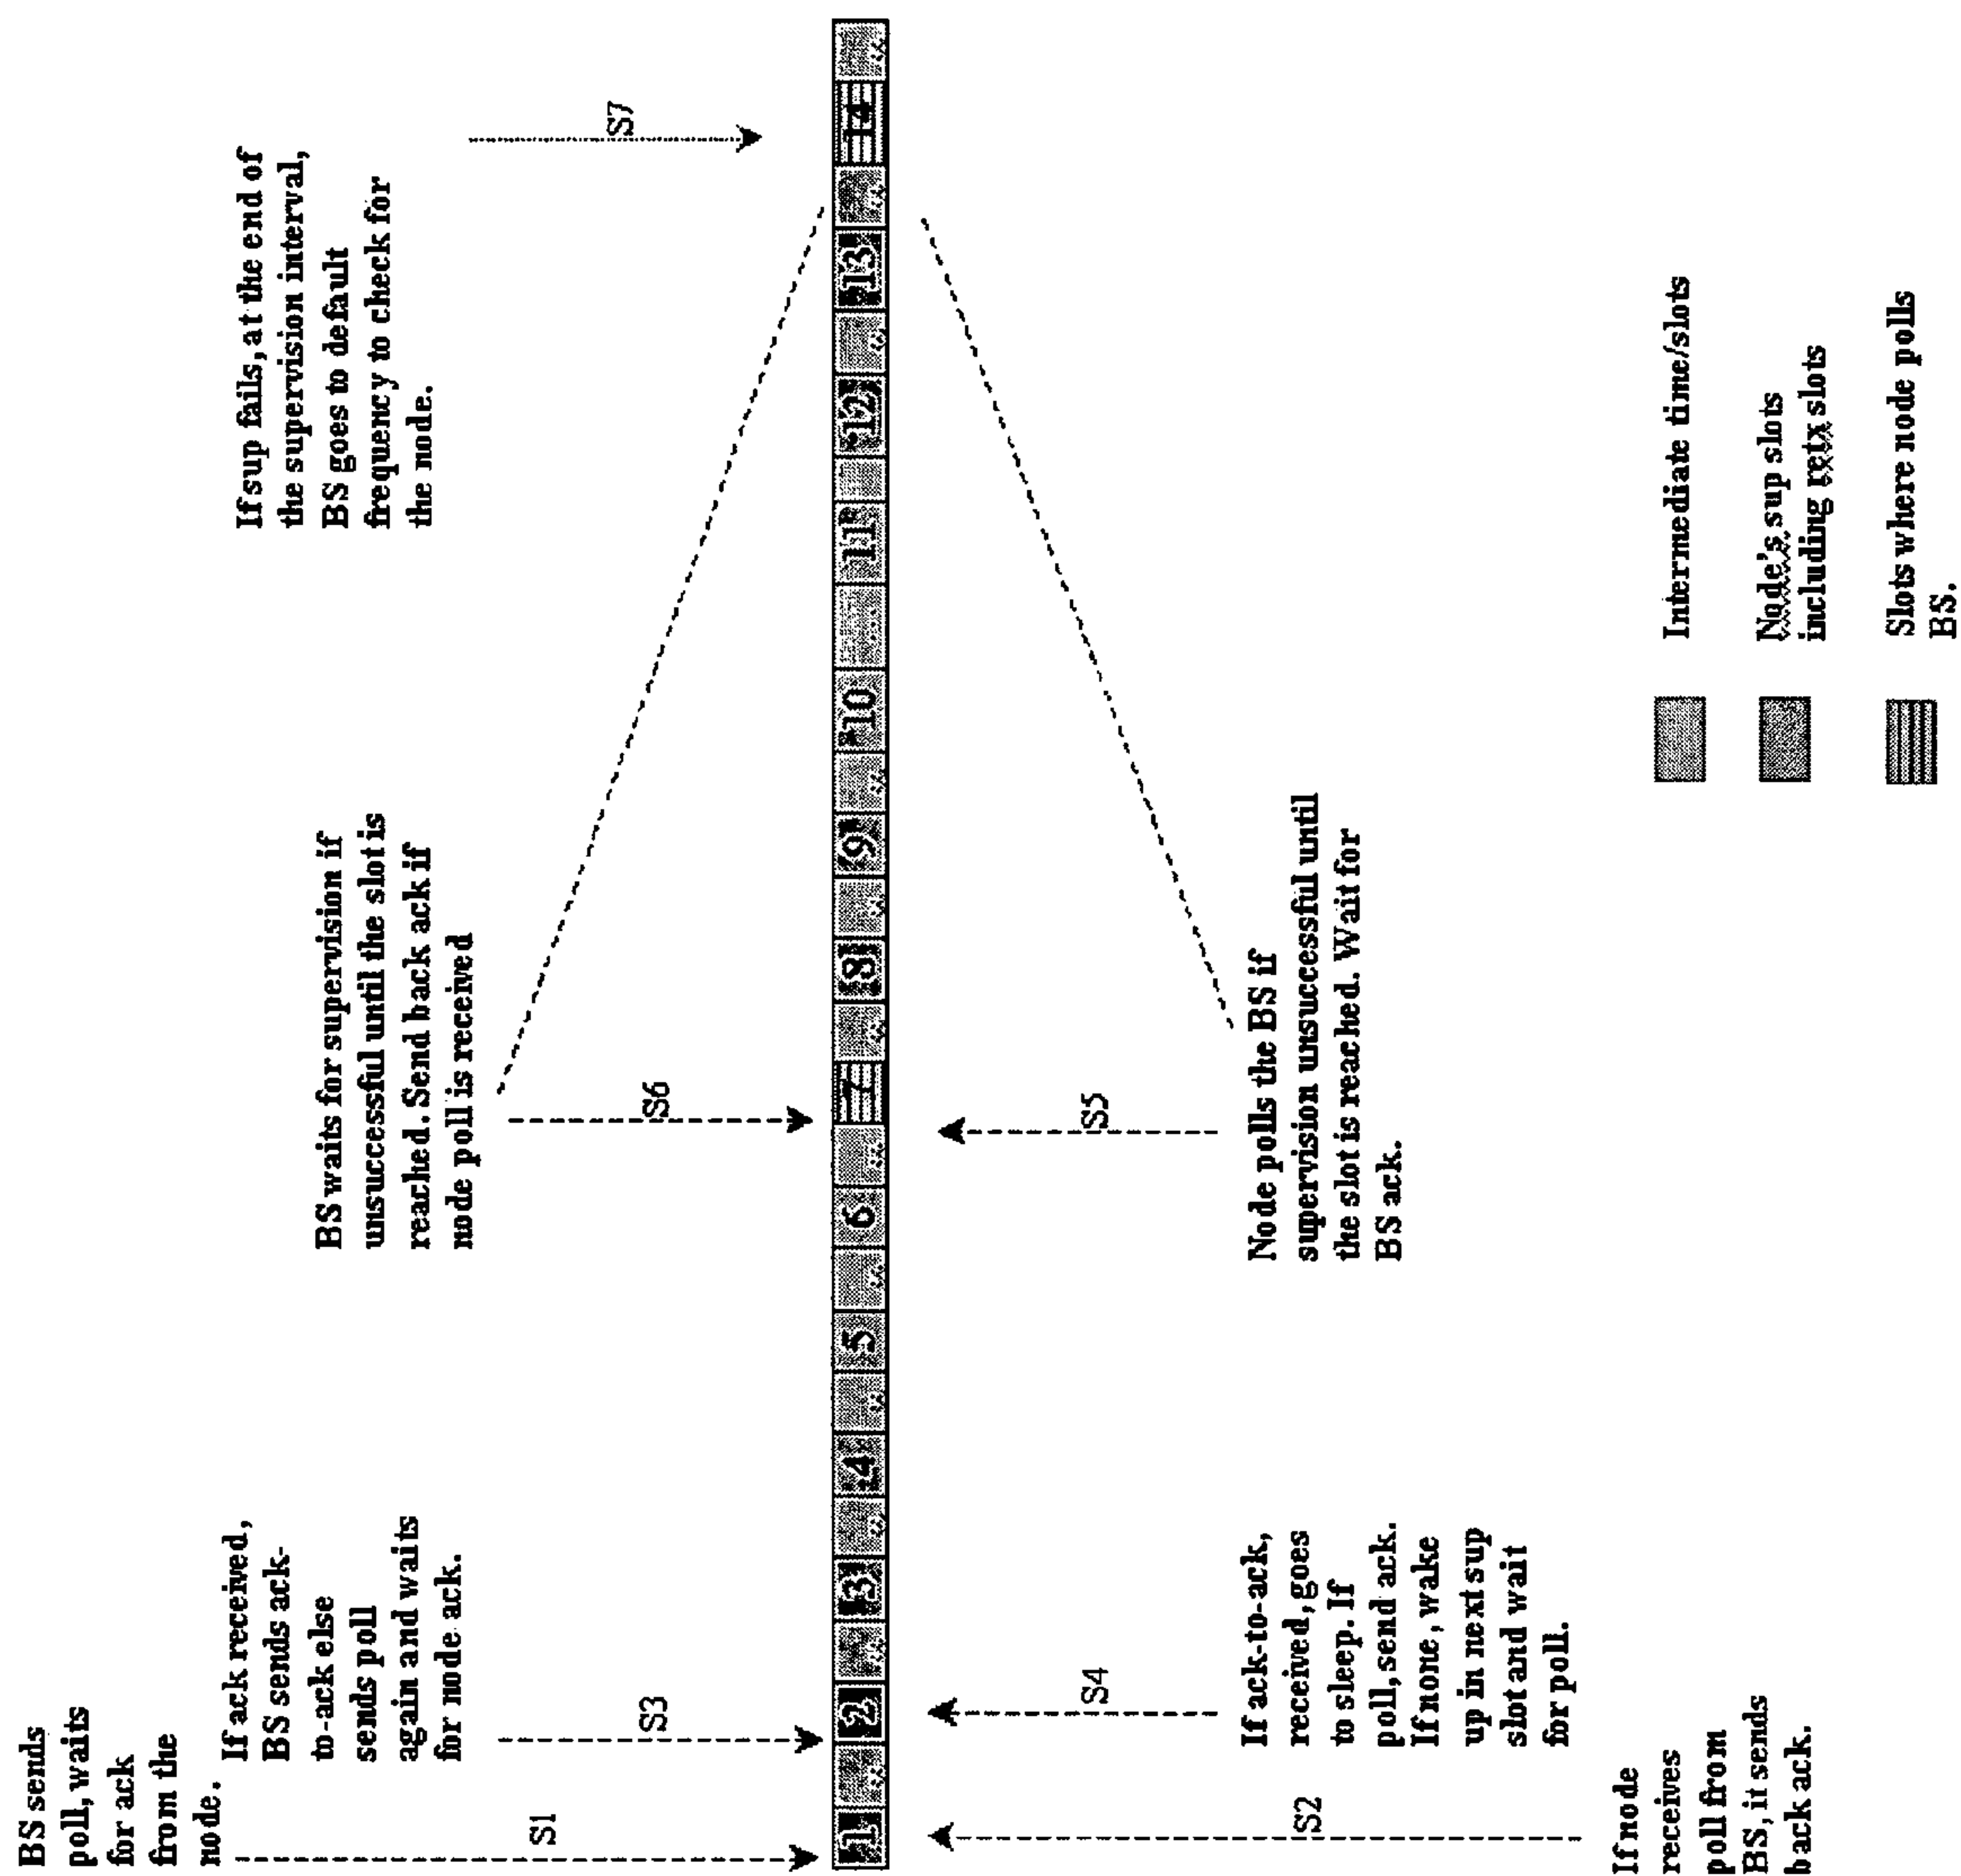 BS sends
poll, waits
for ack
from the
node.
If ack received,
BS sends ack-
to-ack else
sends poll
again and waits
for node ack.
BS waits for supervision if
unsuccessful until the slot is
reached. Send back ack if
node poll is received
If sup fails, at the end of
the supervision interval,
BS goes to default
frequency to check for
the node.
S1
S3
S6
S7
1
2
3
4
5
6
7
8
9
10
11
12
13
14
S2
S4
S5
If node
receives
poll from
BS, it sends
back ack.
If ack-to-ack,
received, goes
to sleep. If
poll, send ack.
If none, wake
up in next sup
slot and wait
for poll.
Node polls the BS if
supervision unsuccessful until
the slot is reached. Wait for
BS ack.
Intermediate time/slots
Node's sup slots
including retx slots
Slots where node polls
BS.